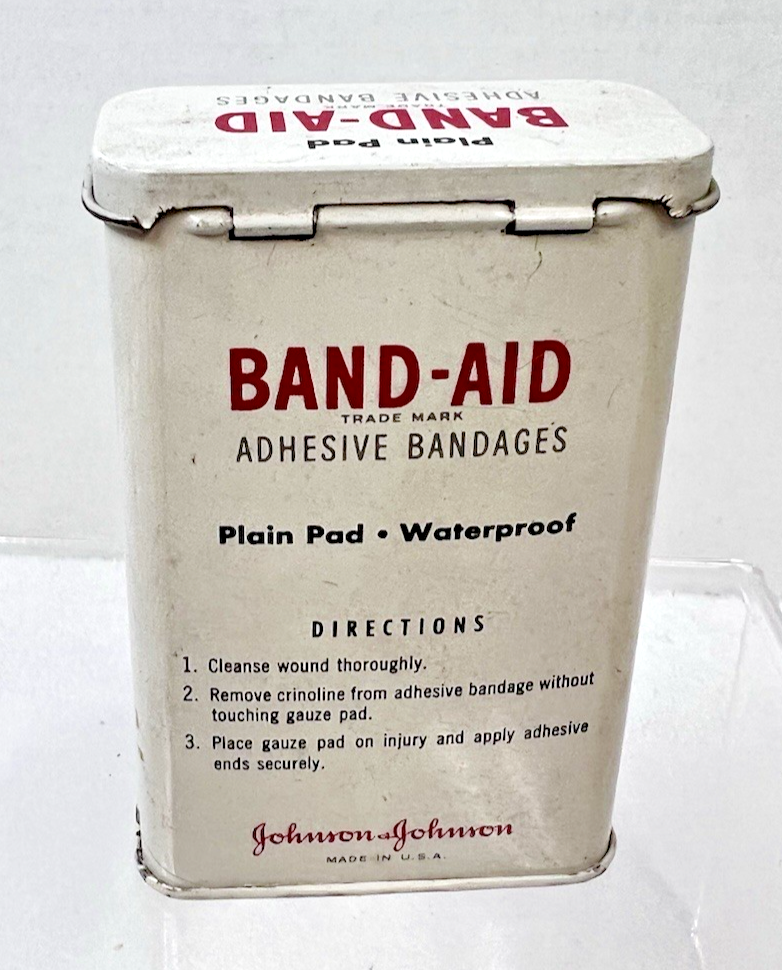 ADHESIVE BANDAGES
TRADE MARK
BAND-AID
Plain Pad
BAND-AID
TRADE MARK
ADHESIVE BANDAGES
Plain Pad • Waterproof
DIRECTIONS
1. Cleanse wound thoroughly.
2. Remove crinoline from adhesive bandage without
touching gauze pad.
3. Place gauze pad on injury and apply adhesive
ends securely.
Johnson & Johnson
MADE IN U.S.A.